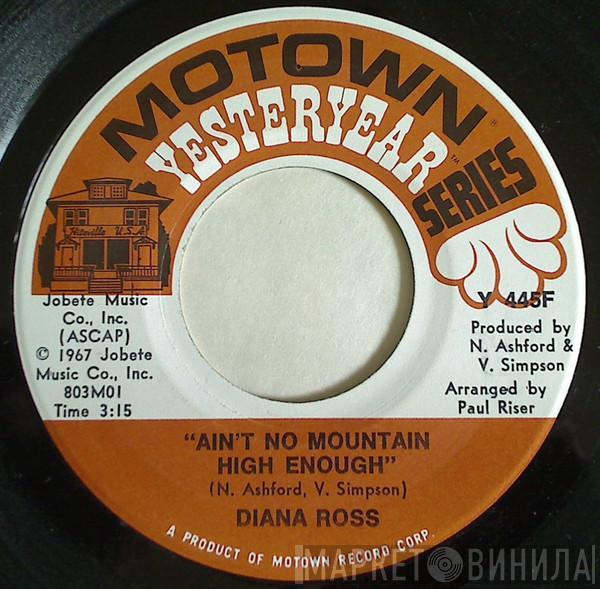 MOTOWN®
YESTERYEAR™
SERIES
Hitsville U.S.A.
Jobete Music
Co., Inc.
(ASCAP)
© 1967 Jobete
Music Co., Inc.
803M01
Time 3:15
Y 445F
Produced by
N. Ashford &
V. Simpson
Arranged by
Paul Riser
"AIN'T NO MOUNTAIN
HIGH ENOUGH"
(N. Ashford, V. Simpson)
DIANA ROSS
A PRODUCT OF MOTOWN RECORD CORP.
МАРКЕТ ВИНИЛА